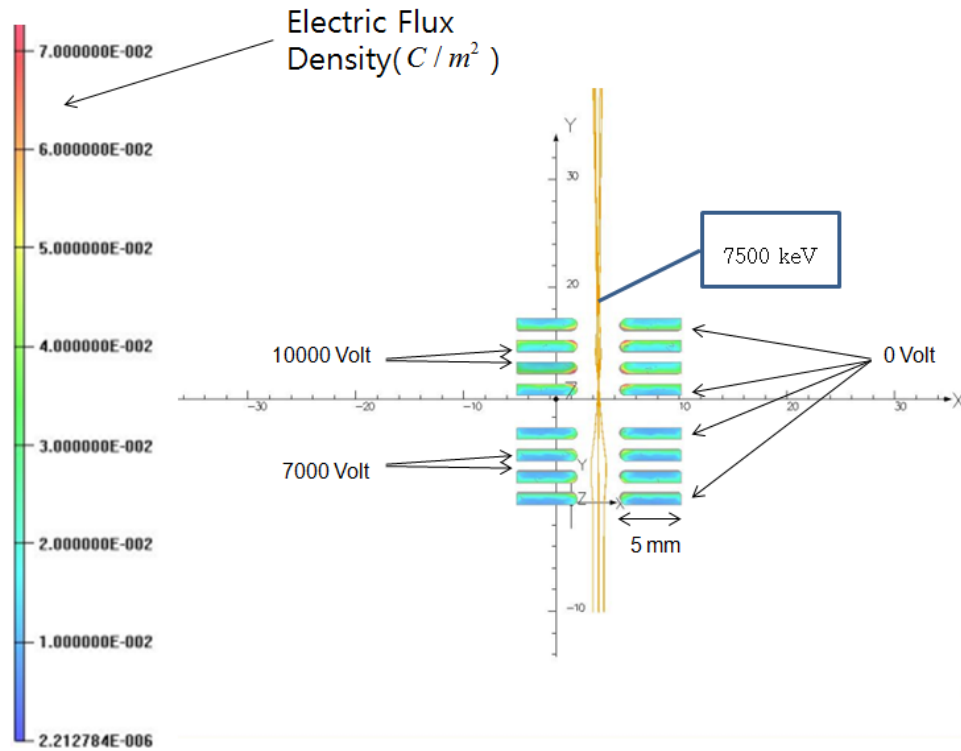 Electric Flux
Density( C / m² )
7.000000E-002
6.000000E-002
5.000000E-002
4.000000E-002
3.000000E-002
2.000000E-002
1.000000E-002
2.212784E-006
Y
30
20
7500 keV
10000 Volt
0 Volt
−30
−20
−10
Z
10
20
30
X
7000 Volt
Y
Z
X
5 mm
−10